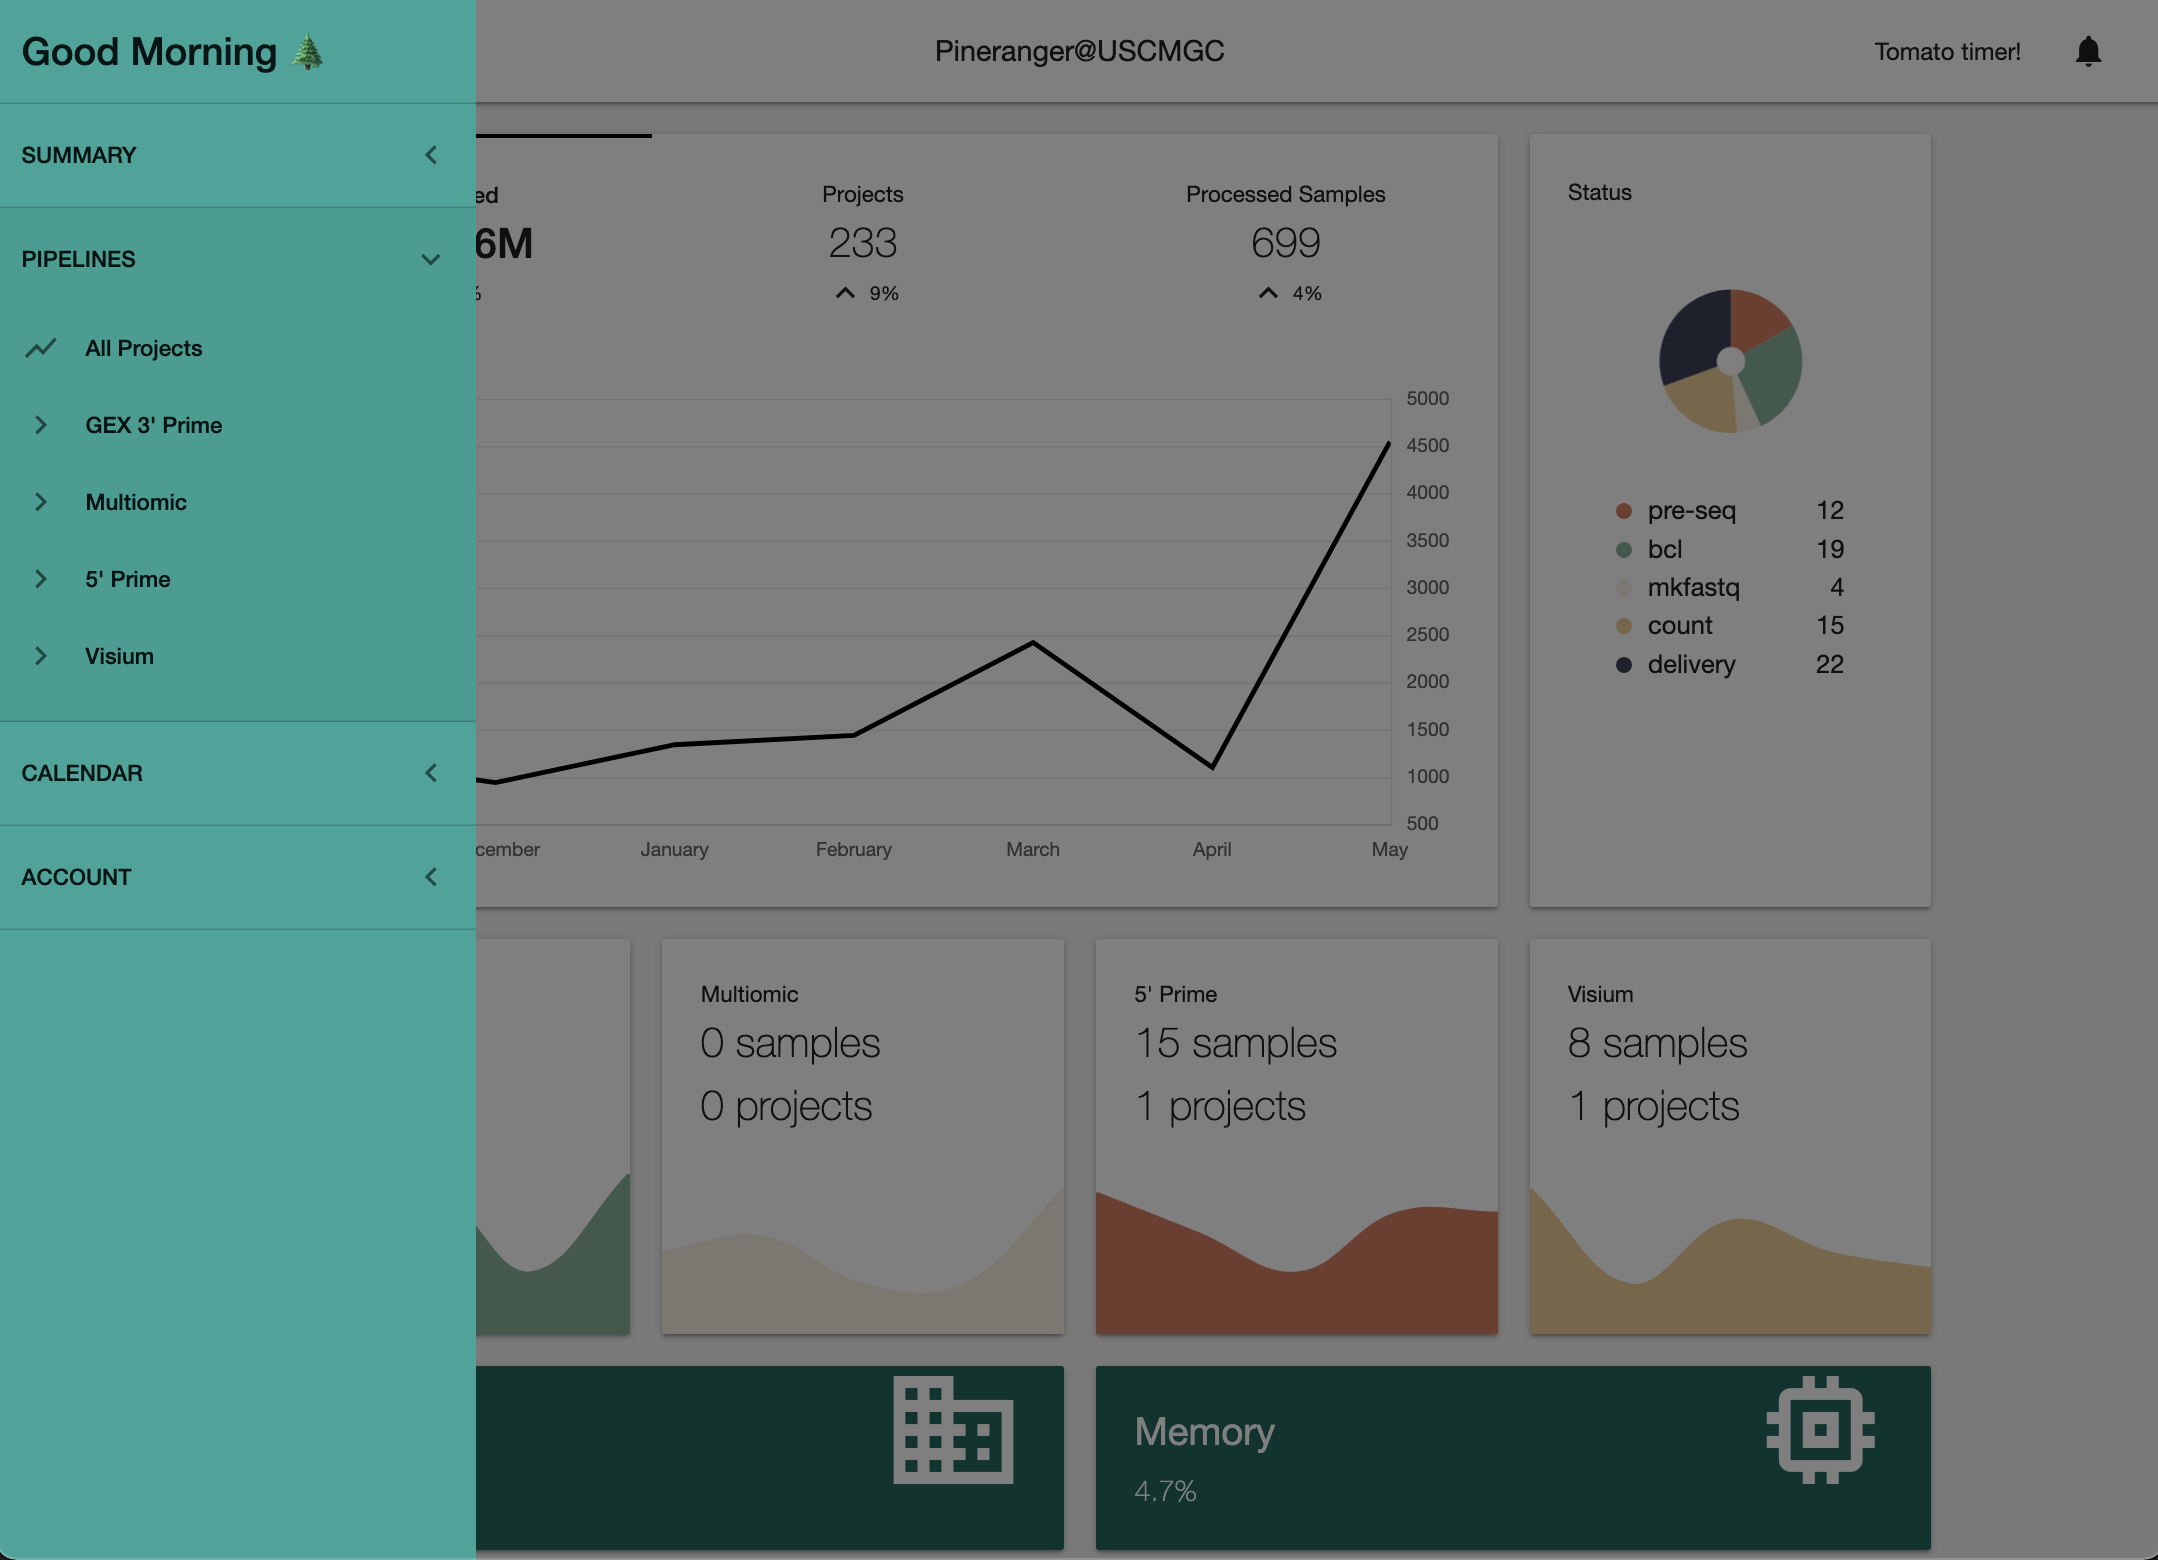 Good Morning 🌲
Pineranger@USCMGC
Tomato timer!
SUMMARY
PIPELINES
All Projects
GEX 3' Prime
Multiomic
5' Prime
Visium
CALENDAR
ACCOUNT
ed
6M
%
Projects
233
9%
Processed Samples
699
4%
5000
4500
4000
3500
3000
2500
2000
1500
1000
500
cember
January
February
March
April
May
Status
pre-seq 12
bcl 19
mkfastq 4
count 15
delivery 22
Multiomic
0 samples
0 projects
5' Prime
15 samples
1 projects
Visium
8 samples
1 projects
Memory
4.7%